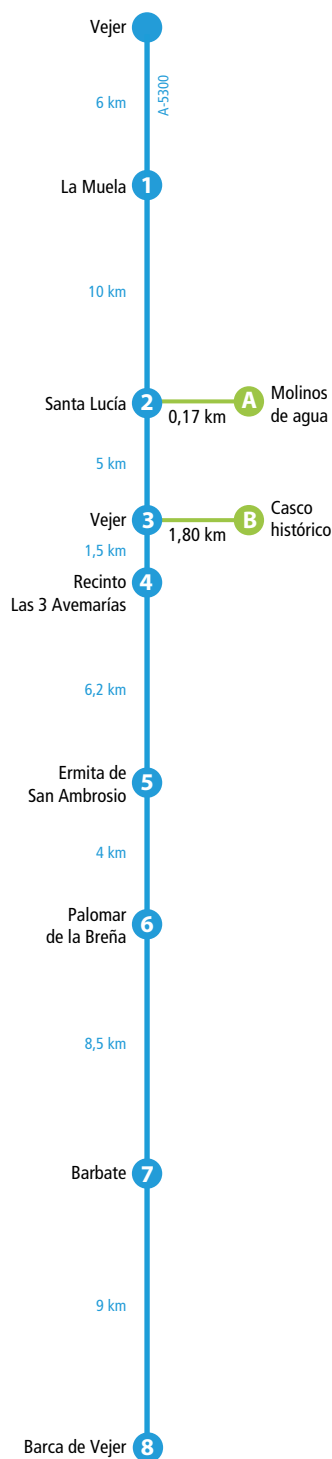 Vejer
6 km
A-5300
La Muela
1
10 km
Santa Lucía
2
0,17 km
A
Molinos
de agua
5 km
Vejer
3
1,80 km
B
Casco
histórico
1,5 km
Recinto
Las 3 Avemarías
4
6,2 km
Ermita de
San Ambrosio
5
4 km
Palomar
de la Breña
6
8,5 km
Barbate
7
9 km
Barca de Vejer
8